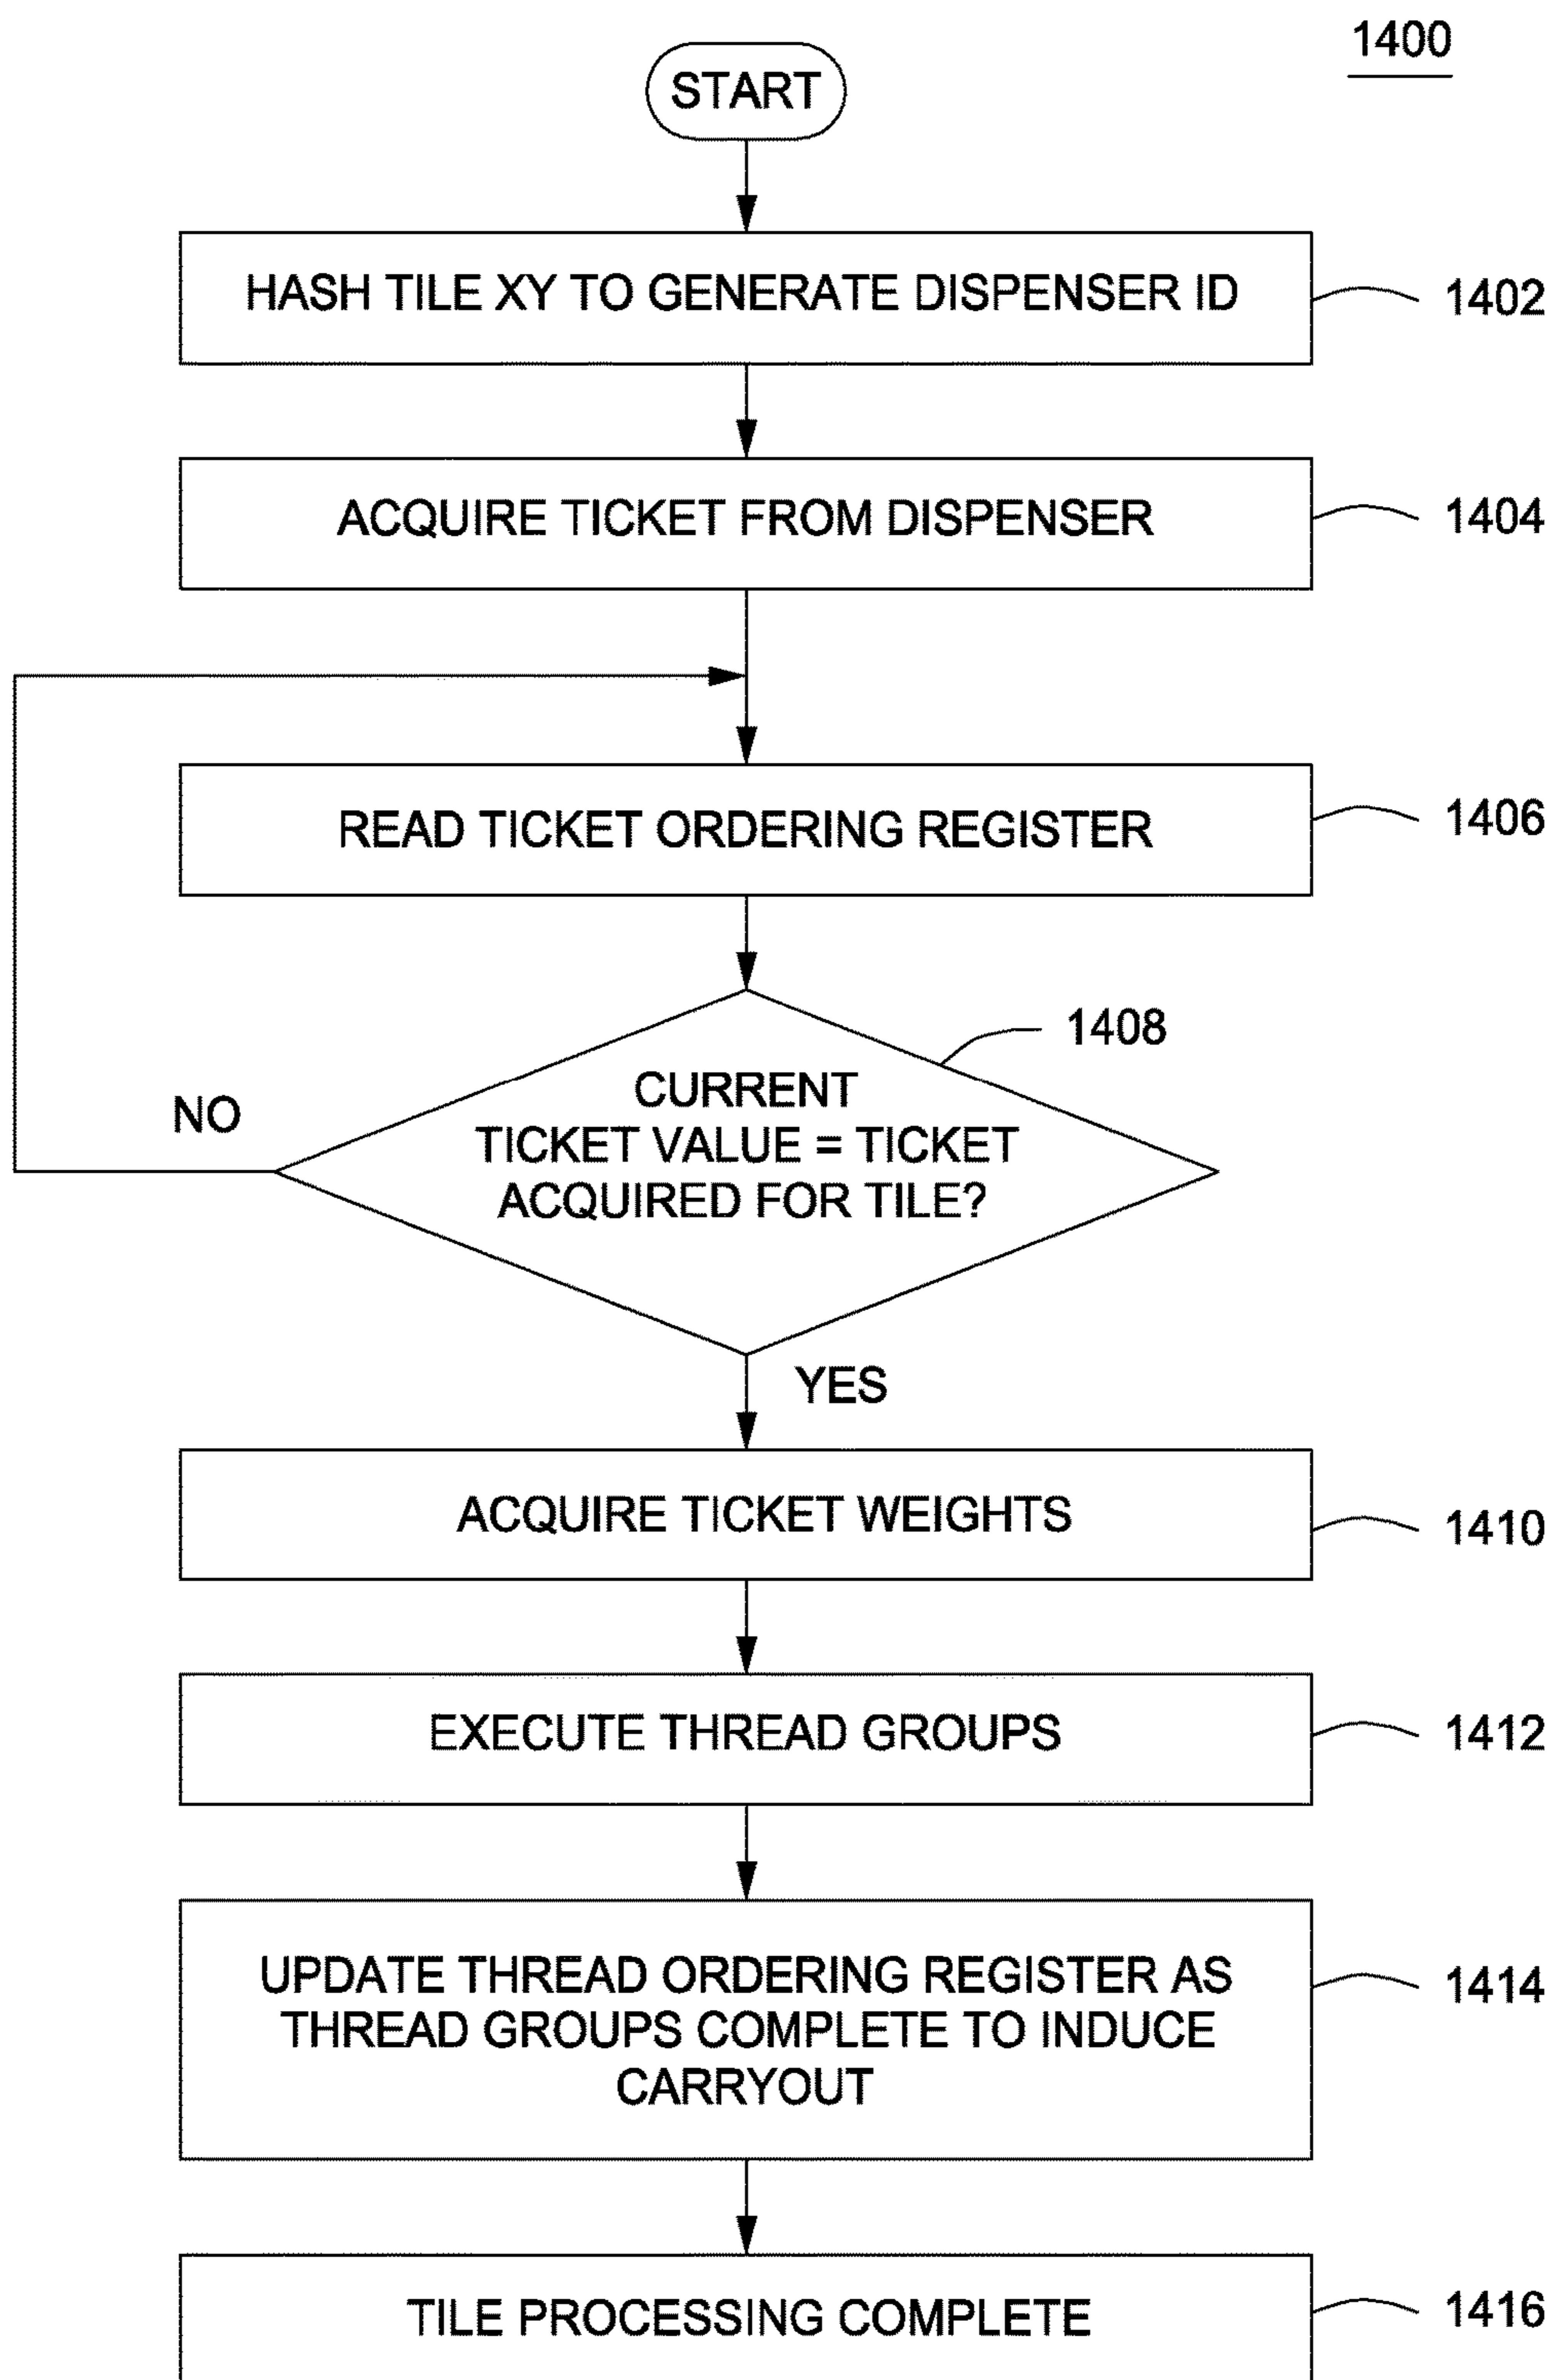 1400
START
HASH TILE XY TO GENERATE DISPENSER ID
1402
ACQUIRE TICKET FROM DISPENSER
1404
READ TICKET ORDERING REGISTER
1406
1408
CURRENT
TICKET VALUE = TICKET
ACQUIRED FOR TILE?
NO
YES
ACQUIRE TICKET WEIGHTS
1410
EXECUTE THREAD GROUPS
1412
UPDATE THREAD ORDERING REGISTER AS
THREAD GROUPS COMPLETE TO INDUCE
CARRYOUT
1414
TILE PROCESSING COMPLETE
1416